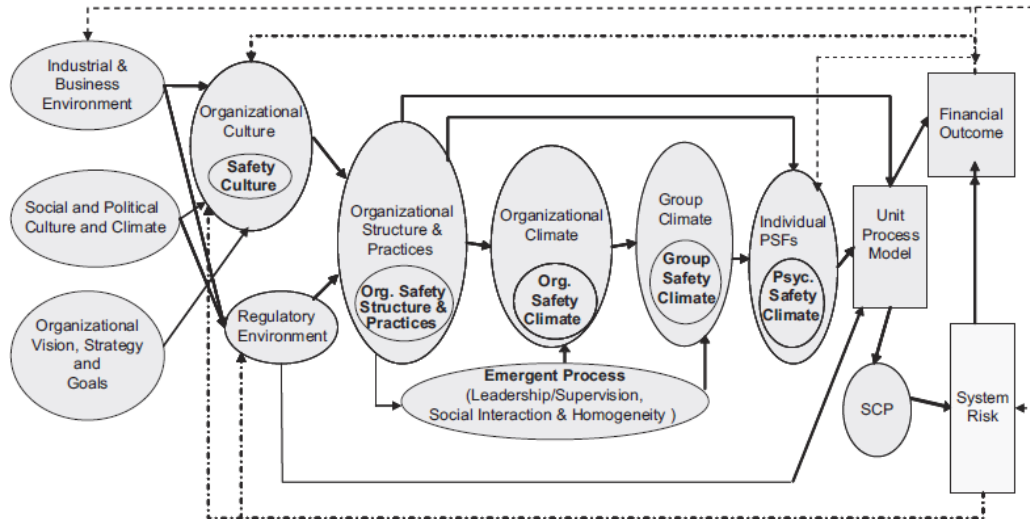 Industrial &
Business
Environment
Social and Political
Culture and Climate
Organizational
Vision, Strategy
and
Goals
Organizational
Culture
Safety
Culture
Regulatory
Environment
Organizational
Structure &
Practices
Org. Safety
Structure &
Practices
Organizational
Climate
Org.
Safety
Climate
Group
Climate
Group
Safety
Climate
Emergent Process
(Leadership/Supervision,
Social Interaction & Homogeneity )
Individual
PSFs
Psyc.
Safety
Climate
Unit
Process
Model
Financial
Outcome
SCP
System
Risk